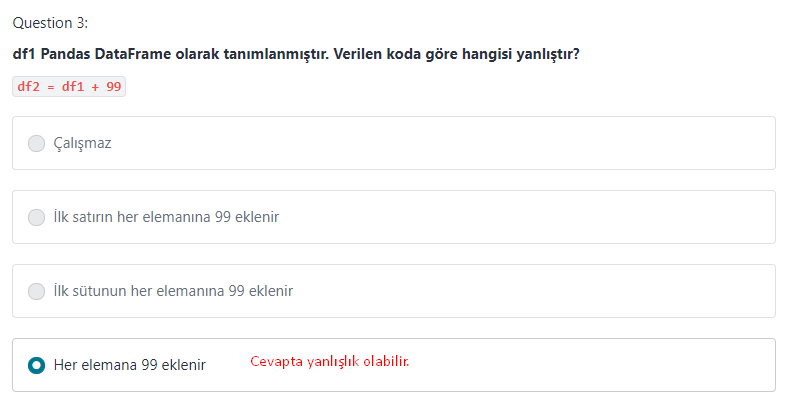 Question 3:
df1 Pandas DataFrame olarak tanımlanmıştır. Verilen koda göre hangisi yanlıştır?
df2 = df1 + 99
Çalışmaz
İlk satırın her elemanına 99 eklenir
İlk sütunun her elemanına 99 eklenir
Her elemana 99 eklenir Cevapta yanlışlık olabilir.